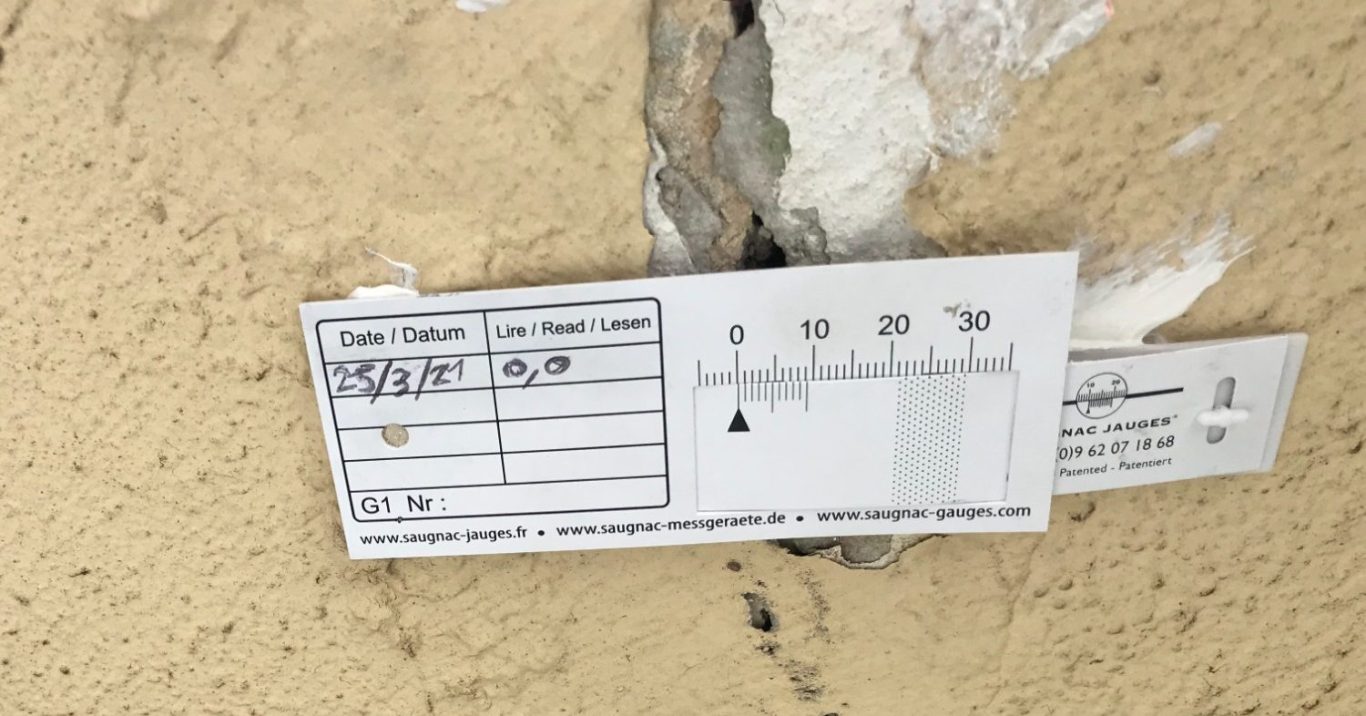 Date / Datum Lire / Read / Lesen
25/3/21 0,0
G1 Nr :
www.saugnac-jauges.fr • www.saugnac-messgeraete.de • www.saugnac-gauges.com
0 10 20 30
10 20
NAC JAUGES
0)9 62 07 18 68
Patented - Patentiert